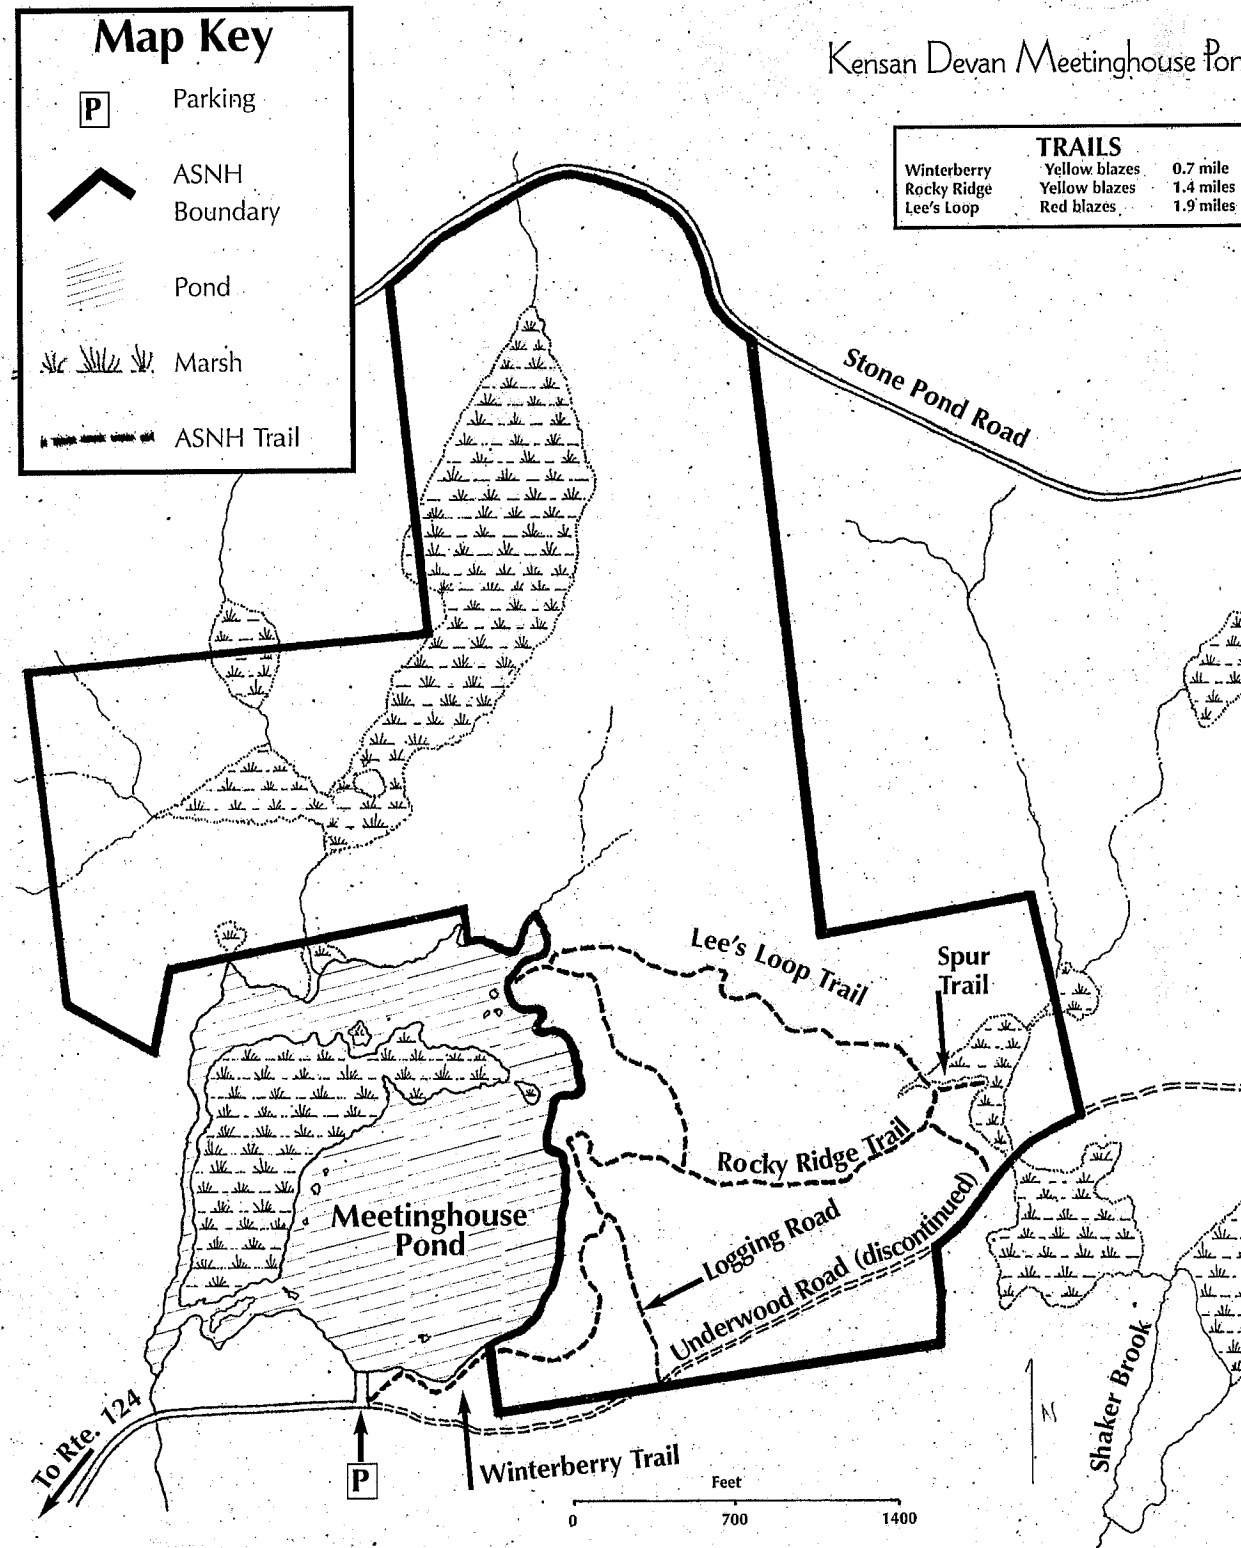 Map Key
P
Parking
ASNH
Boundary
Pond
Marsh
ASNH Trail
Kensan Devan Meetinghouse Pon
TRAILS
Winterberry Yellow blazes 0.7 mile
Rocky Ridge Yellow blazes 1.4 miles
Lee's Loop Red blazes 1.9 miles
Stone Pond Road
Lee's Loop Trail
Spur
Trail
Rocky Ridge Trail
Meetinghouse
Pond
Logging Road
Underwood Road (discontinued)
To Rte. 124
P
Winterberry Trail
Shaker Brook
N
Feet
0 700 1400